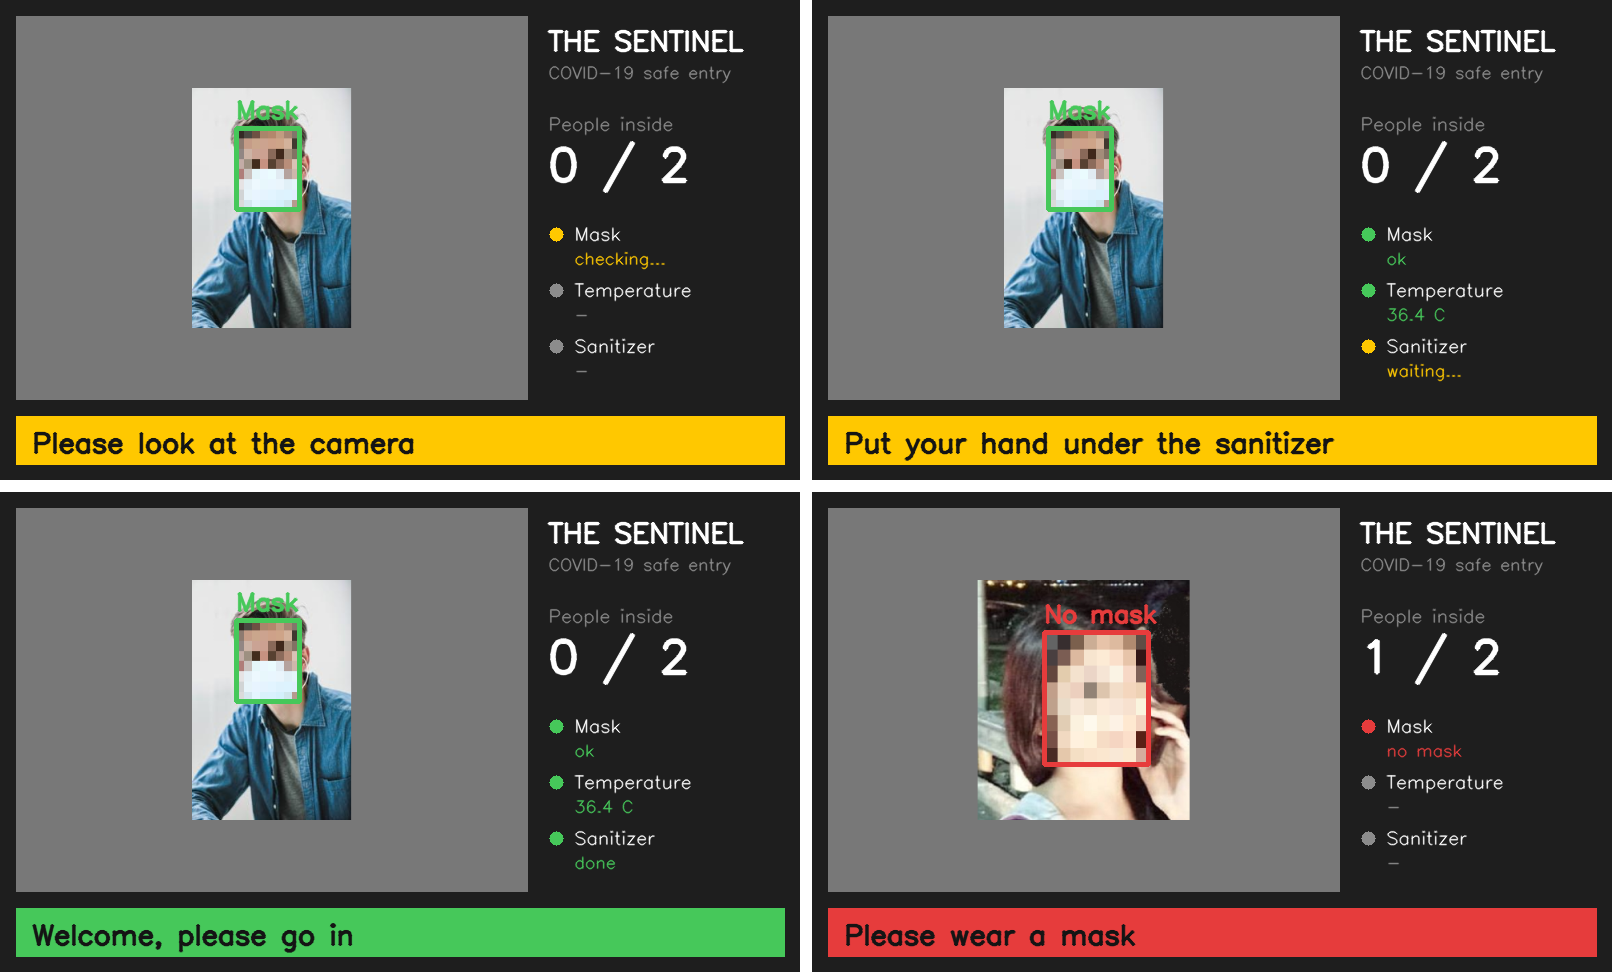 Mask
THE SENTINEL
COVID-19 safe entry
People inside
0 / 2
Mask
checking...
Temperature
-
Sanitizer
-
Please look at the camera
Mask
THE SENTINEL
COVID-19 safe entry
People inside
0 / 2
Mask
ok
Temperature
36.4 C
Sanitizer
waiting...
Put your hand under the sanitizer
Mask
THE SENTINEL
COVID-19 safe entry
People inside
0 / 2
Mask
ok
Temperature
36.4 C
Sanitizer
done
Welcome, please go in
No mask
THE SENTINEL
COVID-19 safe entry
People inside
1 / 2
Mask
no mask
Temperature
-
Sanitizer
-
Please wear a mask